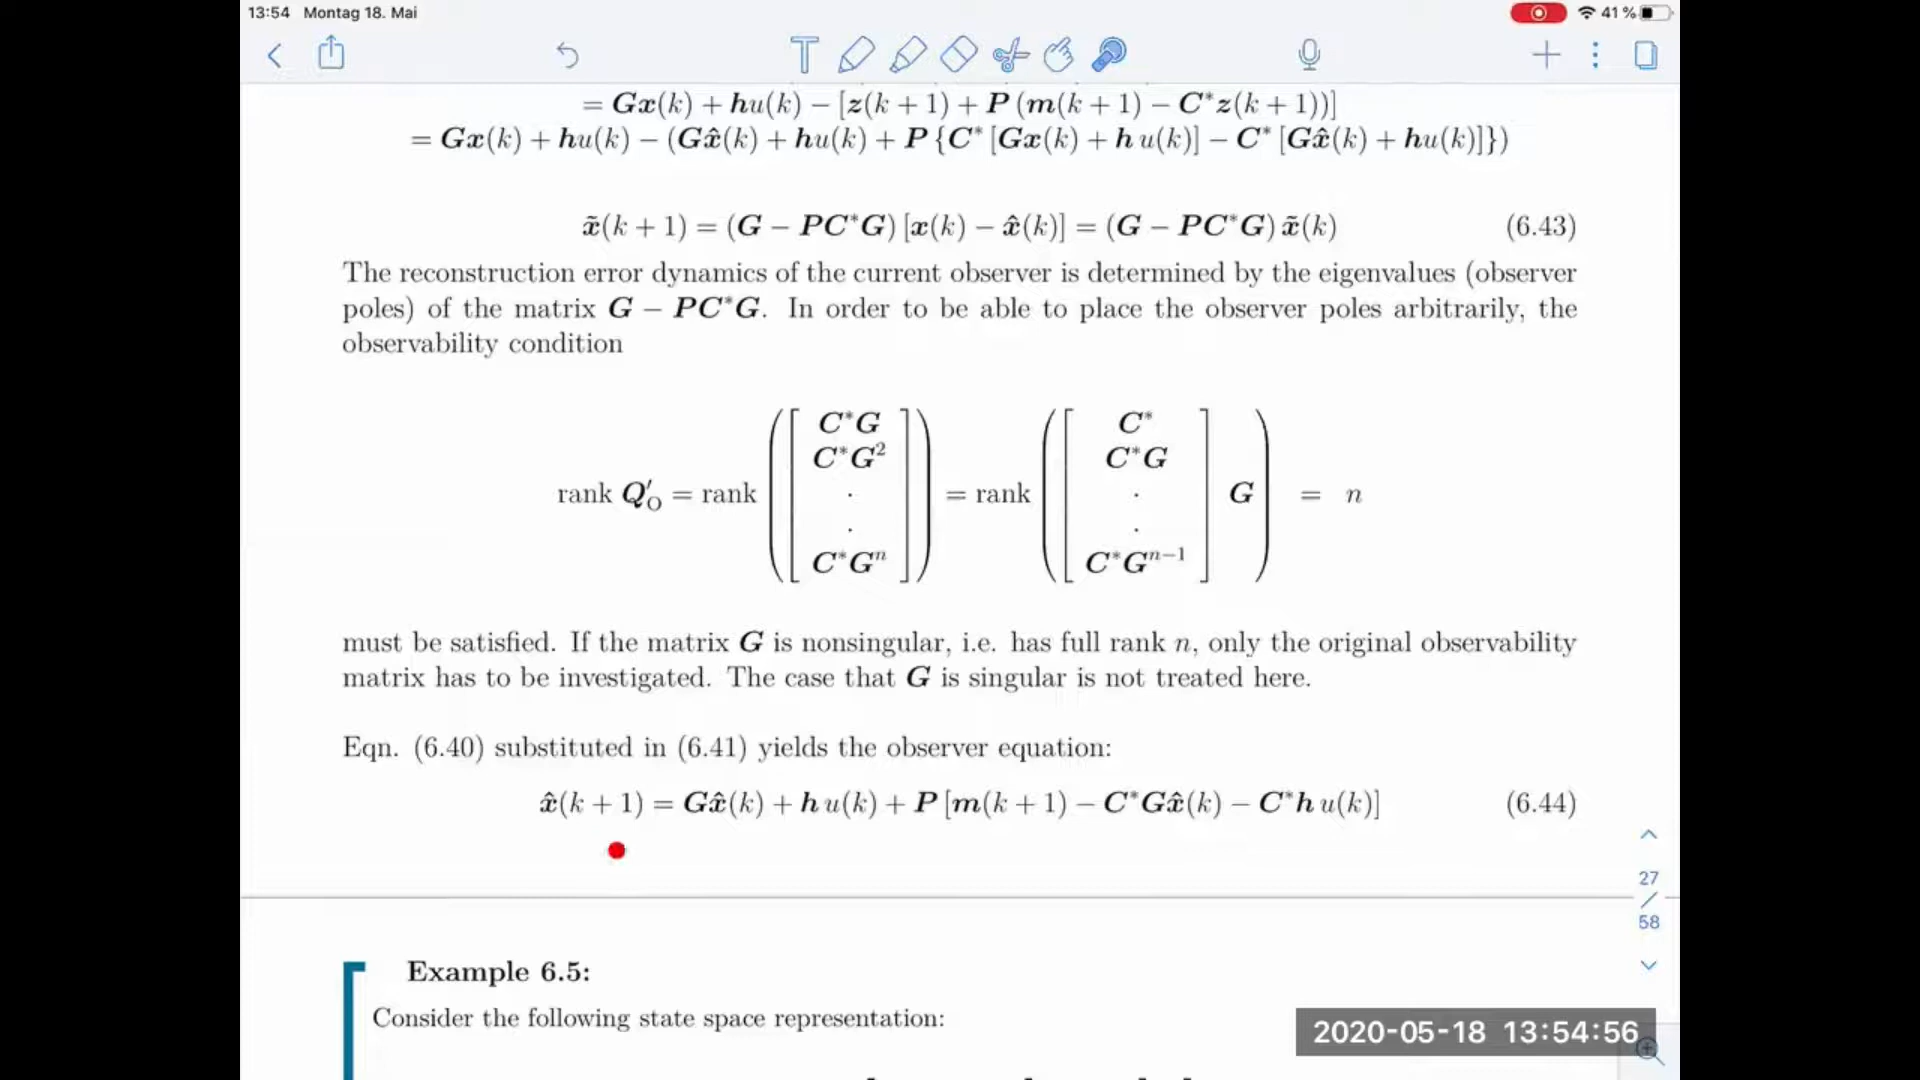 13:54 Montag 18. Mai
41 %
= Gx(k) + hu(k) − [z(k + 1) + P (m(k + 1) − C*z(k + 1))]
= Gx(k) + hu(k) − (Gx̂(k) + hu(k) + P {C* [Gx(k) + h u(k)] − C* [Gx̂(k) + hu(k)]})
x̃(k + 1) = (G − PC*G) [x(k) − x̂(k)] = (G − PC*G) x̃(k) (6.43)
The reconstruction error dynamics of the current observer is determined by the eigenvalues (observer
poles) of the matrix G − PC*G. In order to be able to place the observer poles arbitrarily, the
observability condition
rank Q′_O = rank ([ C*G C*G² . . C*Gⁿ ]) = rank ([ C* C*G . . C*Gⁿ⁻¹ ] G) = n
must be satisfied. If the matrix G is nonsingular, i.e. has full rank n, only the original observability
matrix has to be investigated. The case that G is singular is not treated here.
Eqn. (6.40) substituted in (6.41) yields the observer equation:
x̂(k + 1) = Gx̂(k) + h u(k) + P [m(k + 1) − C*Gx̂(k) − C*h u(k)] (6.44)
27
/
58
Example 6.5:
Consider the following state space representation:
2020-05-18 13:54:56